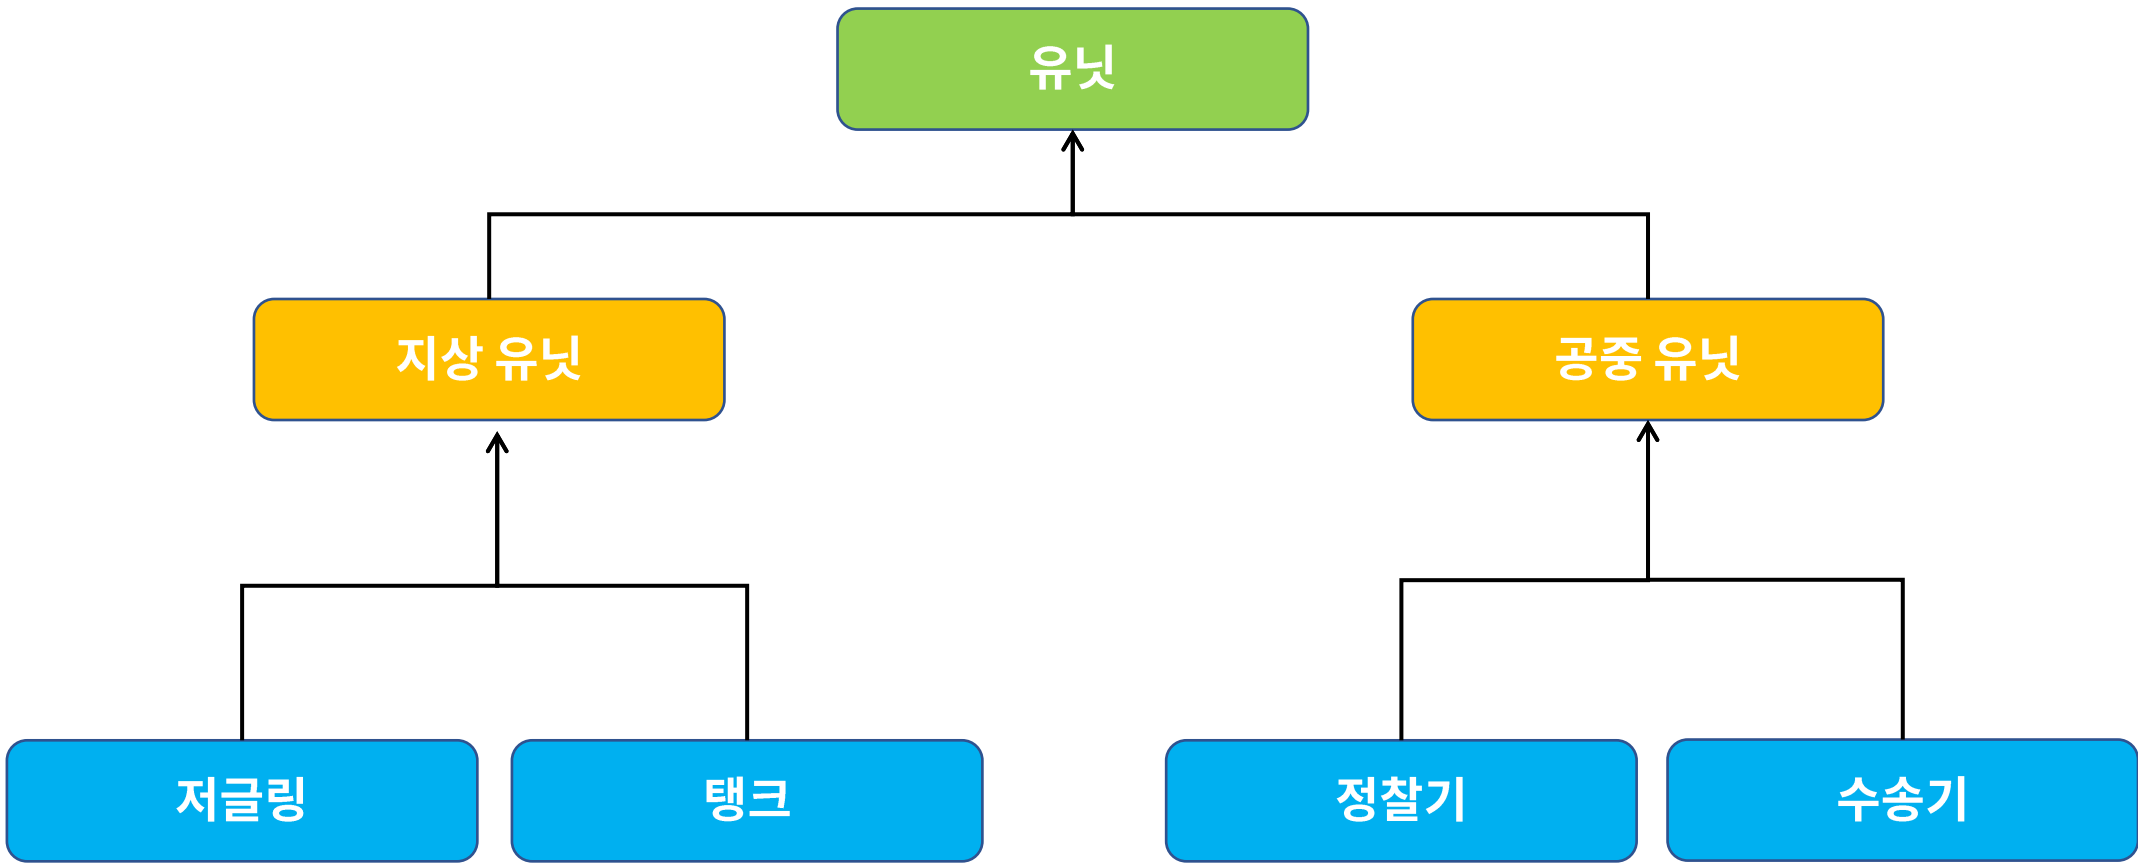 유닛
지상 유닛
공중 유닛
저글링
탱크
정찰기
수송기